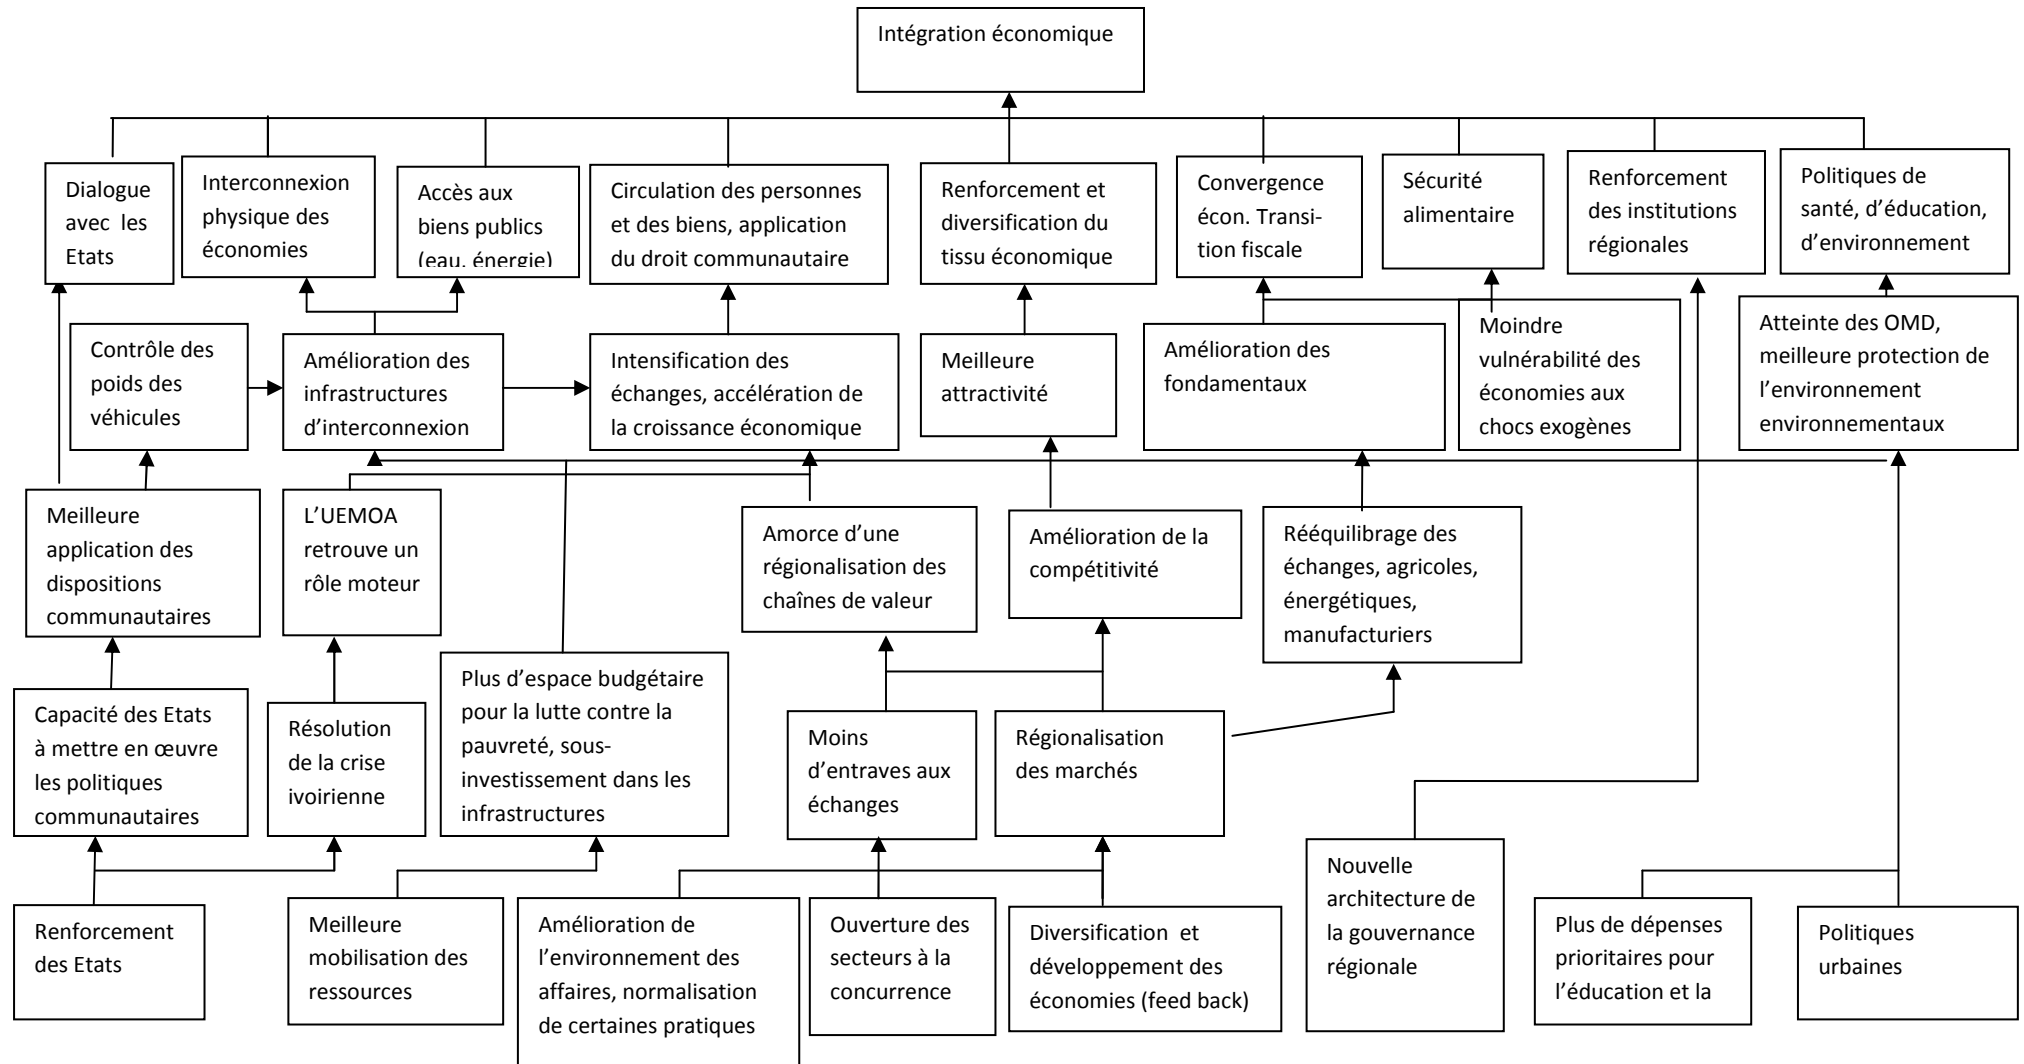 Intégration économique
Dialogue
avec les
Etats
Interconnexion
physique des
économies
Accès aux
biens publics
(eau, énergie)
Circulation des personnes
et des biens, application
du droit communautaire
Renforcement et
diversification du
tissu économique
Convergence
écon. Transi-
tion fiscale
Sécurité
alimentaire
Renforcement
des institutions
régionales
Politiques de
santé, d’éducation,
d’environnement
Contrôle des
poids des
véhicules
Amélioration des
infrastructures
d’interconnexion
Intensification des
échanges, accélération de
la croissance économique
Meilleure
attractivité
Amélioration des
fondamentaux
Moindre
vulnérabilité des
économies aux
chocs exogènes
Atteinte des OMD,
meilleure protection de
l’environnement
environnementaux
Meilleure
application des
dispositions
communautaires
L’UEMOA
retrouve un
rôle moteur
Amorce d’une
régionalisation des
chaînes de valeur
Amélioration de la
compétitivité
Rééquilibrage des
échanges, agricoles,
énergétiques,
manufacturiers
Capacité des Etats
à mettre en œuvre
les politiques
communautaires
Résolution
de la crise
ivoirienne
Plus d’espace budgétaire
pour la lutte contre la
pauvreté, sous-
investissement dans les
infrastructures
Moins
d’entraves aux
échanges
Régionalisation
des marchés
Renforcement
des Etats
Meilleure
mobilisation des
ressources
Amélioration de
l’environnement des
affaires, normalisation
de certaines pratiques
Ouverture des
secteurs à la
concurrence
Diversification et
développement des
économies (feed back)
Nouvelle
architecture de
la gouvernance
régionale
Plus de dépenses
prioritaires pour
l’éducation et la
Politiques
urbaines